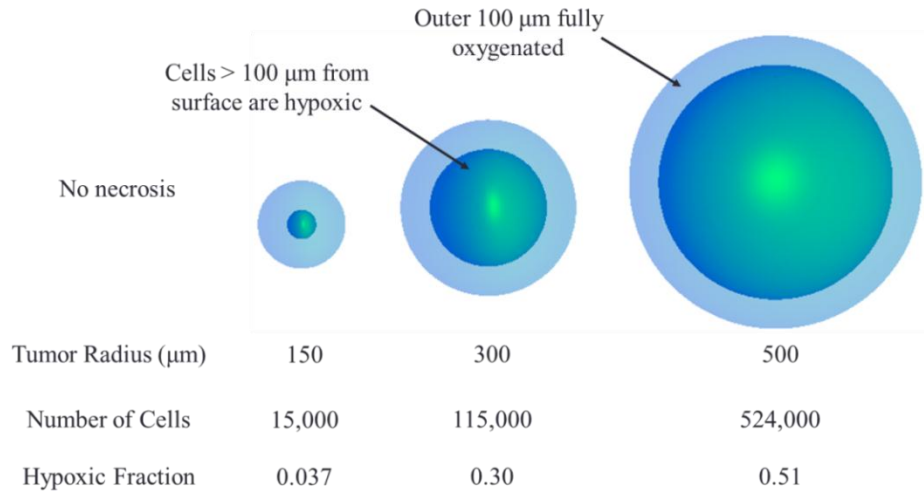 Outer 100 μm fully
oxygenated
Cells > 100 μm from
surface are hypoxic
No necrosis
Tumor Radius (μm) 150 300 500
Number of Cells 15,000 115,000 524,000
Hypoxic Fraction 0.037 0.30 0.51